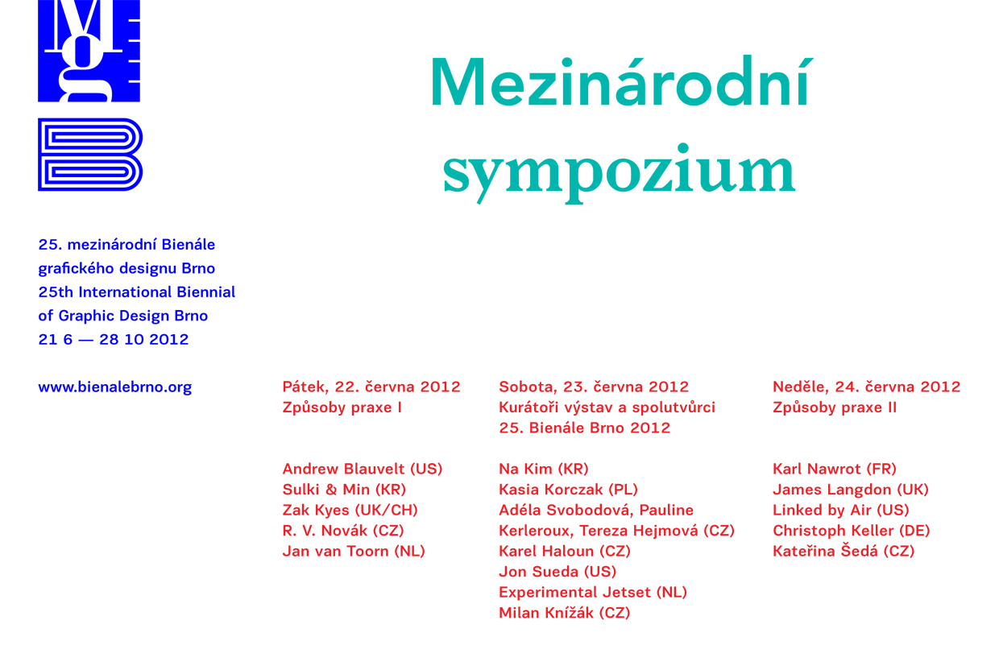 Mg
B
Mezinárodní
sympozium
25. mezinárodní Bienále
grafického designu Brno
25th International Biennial
of Graphic Design Brno
21 6 — 28 10 2012
www.bienalebrno.org
Pátek, 22. června 2012
Způsoby praxe I
Andrew Blauvelt (US)
Sulki & Min (KR)
Zak Kyes (UK/CH)
R. V. Novák (CZ)
Jan van Toorn (NL)
Sobota, 23. června 2012
Kurátoři výstav a spolutvůrci
25. Bienále Brno 2012
Na Kim (KR)
Kasia Korczak (PL)
Adéla Svobodová, Pauline
Kerleroux, Tereza Hejmová (CZ)
Karel Haloun (CZ)
Jon Sueda (US)
Experimental Jetset (NL)
Milan Knížák (CZ)
Neděle, 24. června 2012
Způsoby praxe II
Karl Nawrot (FR)
James Langdon (UK)
Linked by Air (US)
Christoph Keller (DE)
Kateřina Šedá (CZ)